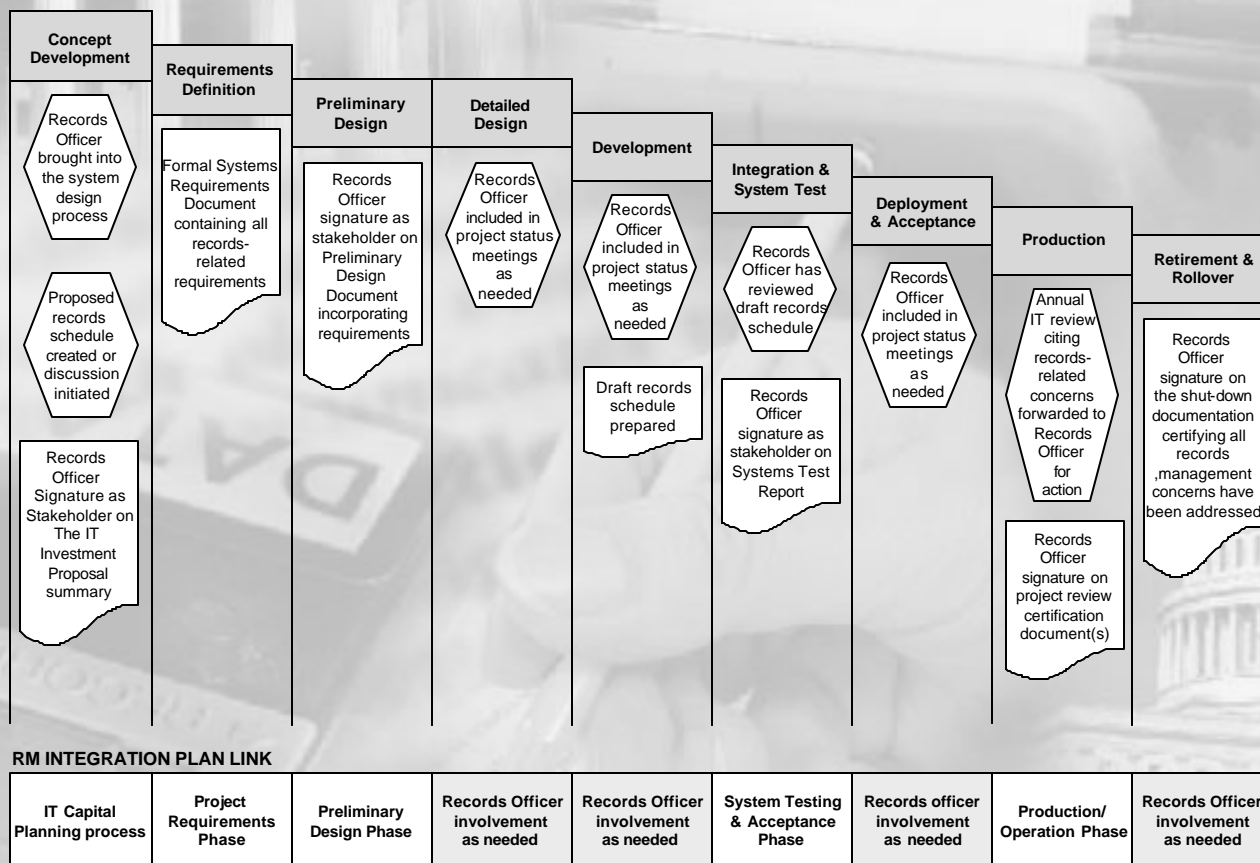 Concept
Development
Records
Officer
brought into
the system
design
process
Proposed
records
schedule
created or
discussion
initiated
Records
Officer
Signature as
Stakeholder on
The IT
Investment
Proposal
summary
Requirements
Definition
Formal Systems
Requirements
Document
containing all
records-
related
requirements
Preliminary
Design
Records
Officer
signature as
stakeholder on
Preliminary
Design
Document
incorporating
requirements
Detailed
Design
Records
Officer
included in
project status
meetings
as
needed
Development
Records
Officer
included in
project status
meetings
as
needed
Draft records
schedule
prepared
Integration &
System Test
Records
Officer has
reviewed
draft records
schedule
Records
Officer
signature as
stakeholder on
Systems Test
Report
Deployment
& Acceptance
Records
Officer
included in
project status
meetings
as
needed
Production
Annual
IT review
citing
records-
related
concerns
forwarded to
Records
Officer
for
action
Records
Officer
signature on
project review
certification
document(s)
Retirement &
Rollover
Records
Officer
signature on
the shut-down
documentation
certifying all
records
,management
concerns have
been addressed
DA
RM INTEGRATION PLAN LINK
IT Capital
Planning process
Project
Requirements
Phase
Preliminary
Design Phase
Records Officer
involvement
as needed
Records Officer
involvement
as needed
System Testing
& Acceptance
Phase
Records officer
involvement
as needed
Production/
Operation Phase
Records Officer
involvement
as needed